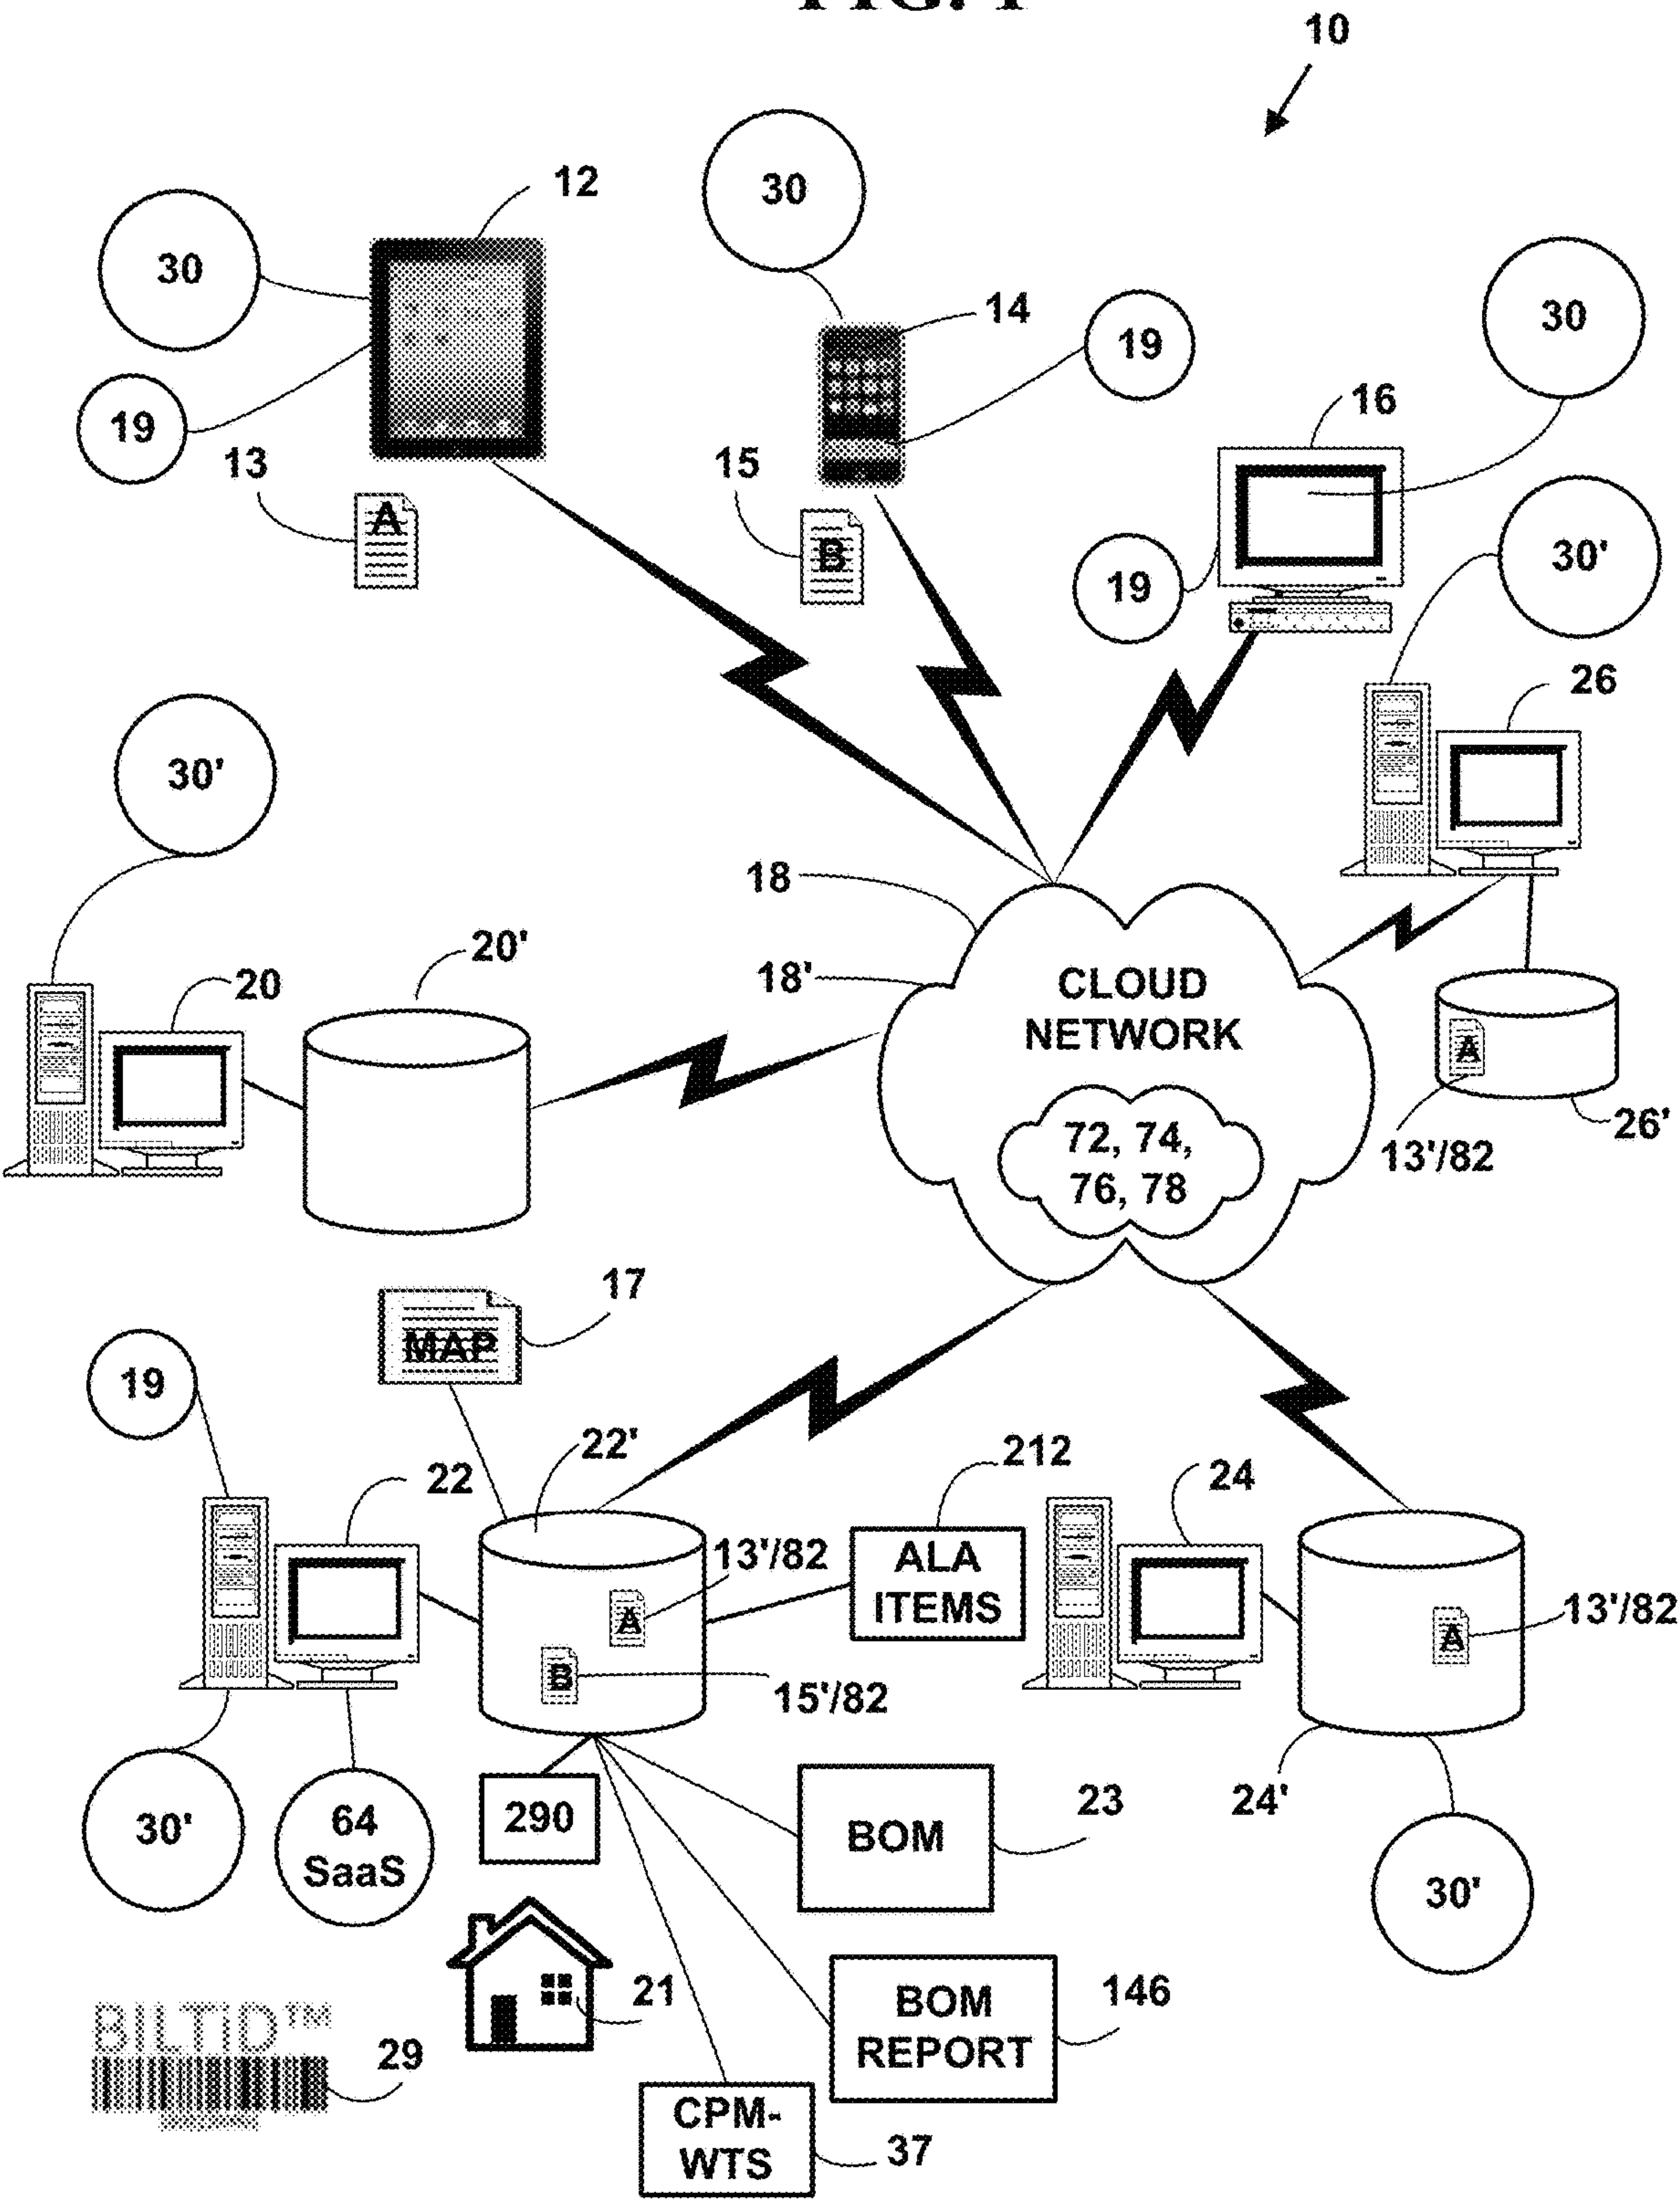 FIG. 1
10
12
30
30
30
14
19
16
19
13
15
A
B
30'
19
26
30'
18
20'
20
18'
CLOUD
NETWORK
A
26'
72, 74,
76, 78
13'/82
17
MAP
19
22'
212
22
24
13'/82
ALA
ITEMS
A
13'/82
A
B
15'/82
30'
64
SaaS
290
BOM
23
24'
30'
21
BOM
REPORT
146
BILTiD™
29
CPM-
WTS
37